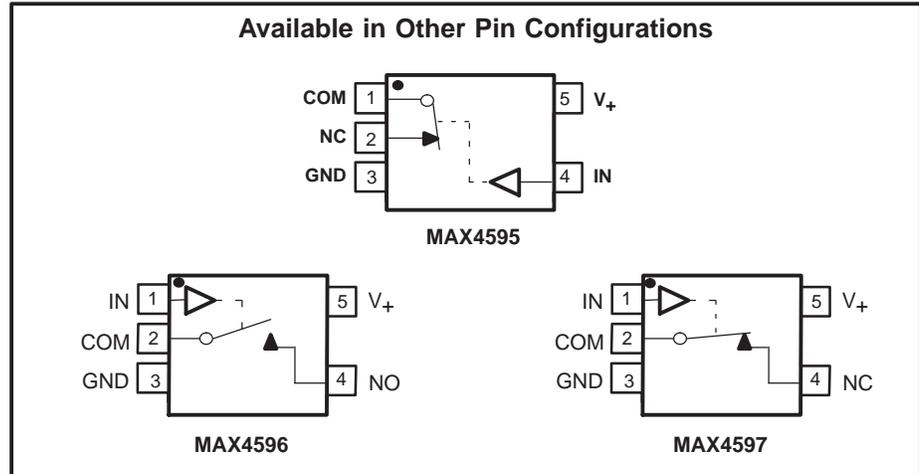 Available in Other Pin Configurations
COM 1 5 V+
NC 2
GND 3 4 IN
MAX4595
IN 1 5 V+
COM 2
GND 3 4 NO
MAX4596
IN 1 5 V+
COM 2
GND 3 4 NC
MAX4597